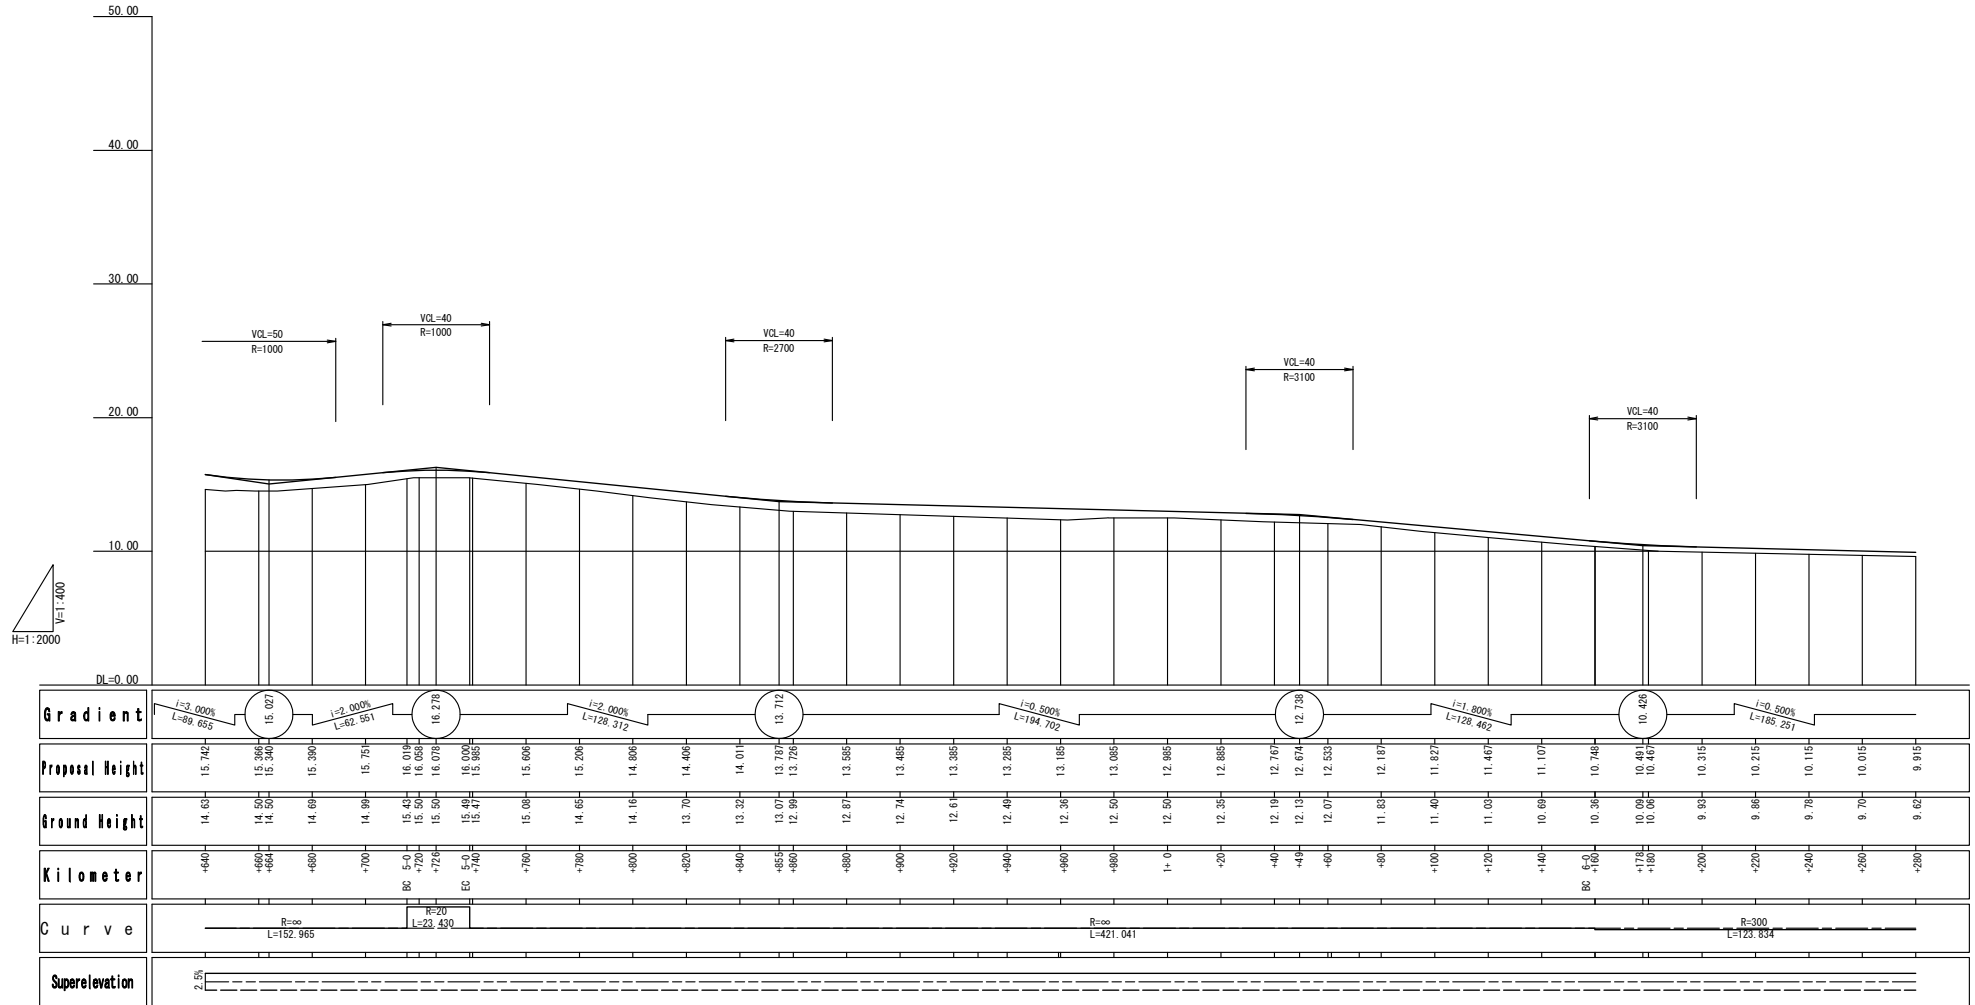 50.00
40.00
30.00
20.00
10.00
DL=0.00
V=1:400
H=1:2000
VCL=50
R=1000
VCL=40
R=1000
VCL=40
R=2700
VCL=40
R=3100
VCL=40
R=3100
Gradient
i=3.000%
L=89.655
15.027
i=2.000%
L=62.551
16.278
i=2.000%
L=128.312
13.712
i=0.500%
L=194.702
12.738
i=1.800%
L=128.462
10.426
i=0.500%
L=185.251
Proposal Height
15.742 15.366 15.340 15.390 15.751 16.019 16.058 16.078 16.000 15.985 15.606 15.206 14.806 14.406 14.011 13.787 13.726 13.585 13.485 13.385 13.285 13.185 13.085 12.985 12.885 12.767 12.674 12.533 12.187 11.827 11.467 11.107 10.748 10.491 10.467 10.315 10.215 10.115 10.015 9.915
Ground Height
14.63 14.50 14.50 14.69 14.99 15.43 15.50 15.50 15.49 15.47 15.08 14.65 14.16 13.70 13.32 13.07 12.99 12.87 12.74 12.61 12.49 12.36 12.50 12.50 12.35 12.19 12.13 12.07 11.83 11.40 11.03 10.69 10.36 10.09 10.06 9.93 9.86 9.78 9.70 9.62
Kilometer
+640 +660 +664 +680 +700 BC 5-0 +720 +726 EC 5-0 +740 +760 +780 +800 +820 +840 +855 +860 +880 +900 +920 +940 +960 +980 1+ 0 +20 +40 +49 +60 +80 +100 +120 +140 BC 6-0 +160 +178 +180 +200 +220 +240 +260 +280
Curve
R=∞
L=152.965
R=20
L=23.430
R=∞
L=421.041
R=300
L=123.834
Superelevation
2.5%